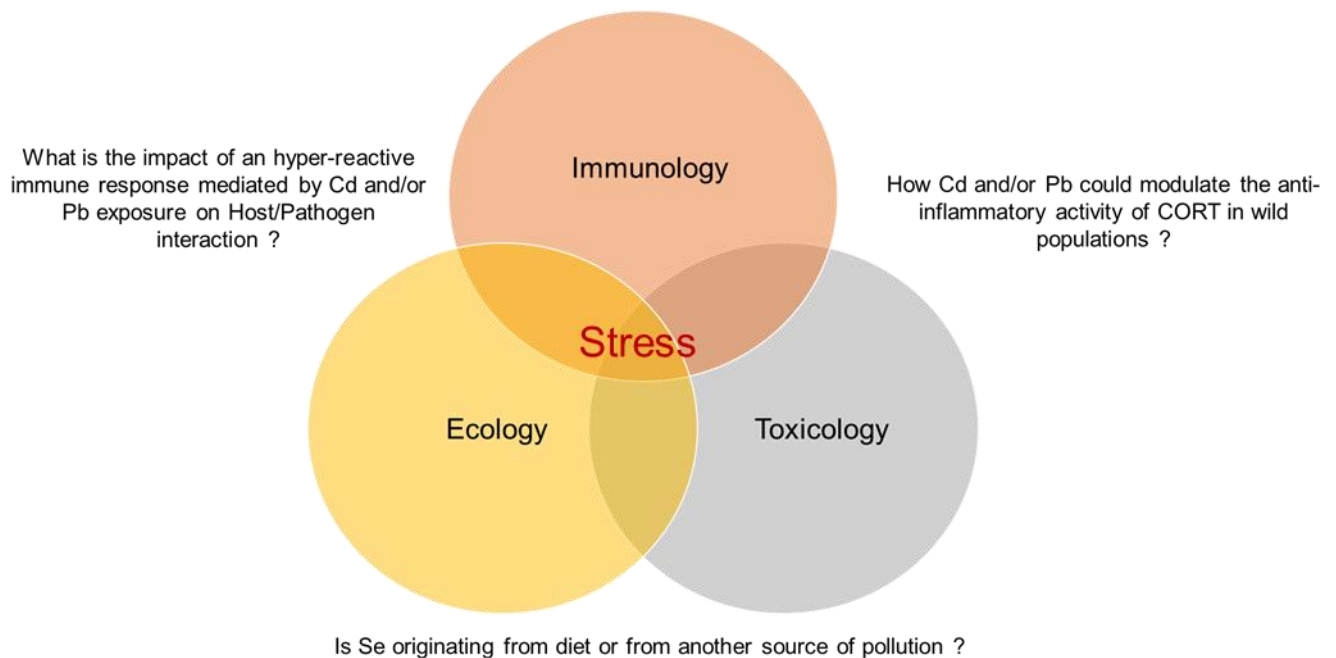 Immunology
What is the impact of an hyper-reactive
immune response mediated by Cd and/or
Pb exposure on Host/Pathogen
interaction ?
How Cd and/or Pb could modulate the anti-
inflammatory activity of CORT in wild
populations ?
Stress
Ecology
Toxicology
Is Se originating from diet or from another source of pollution ?